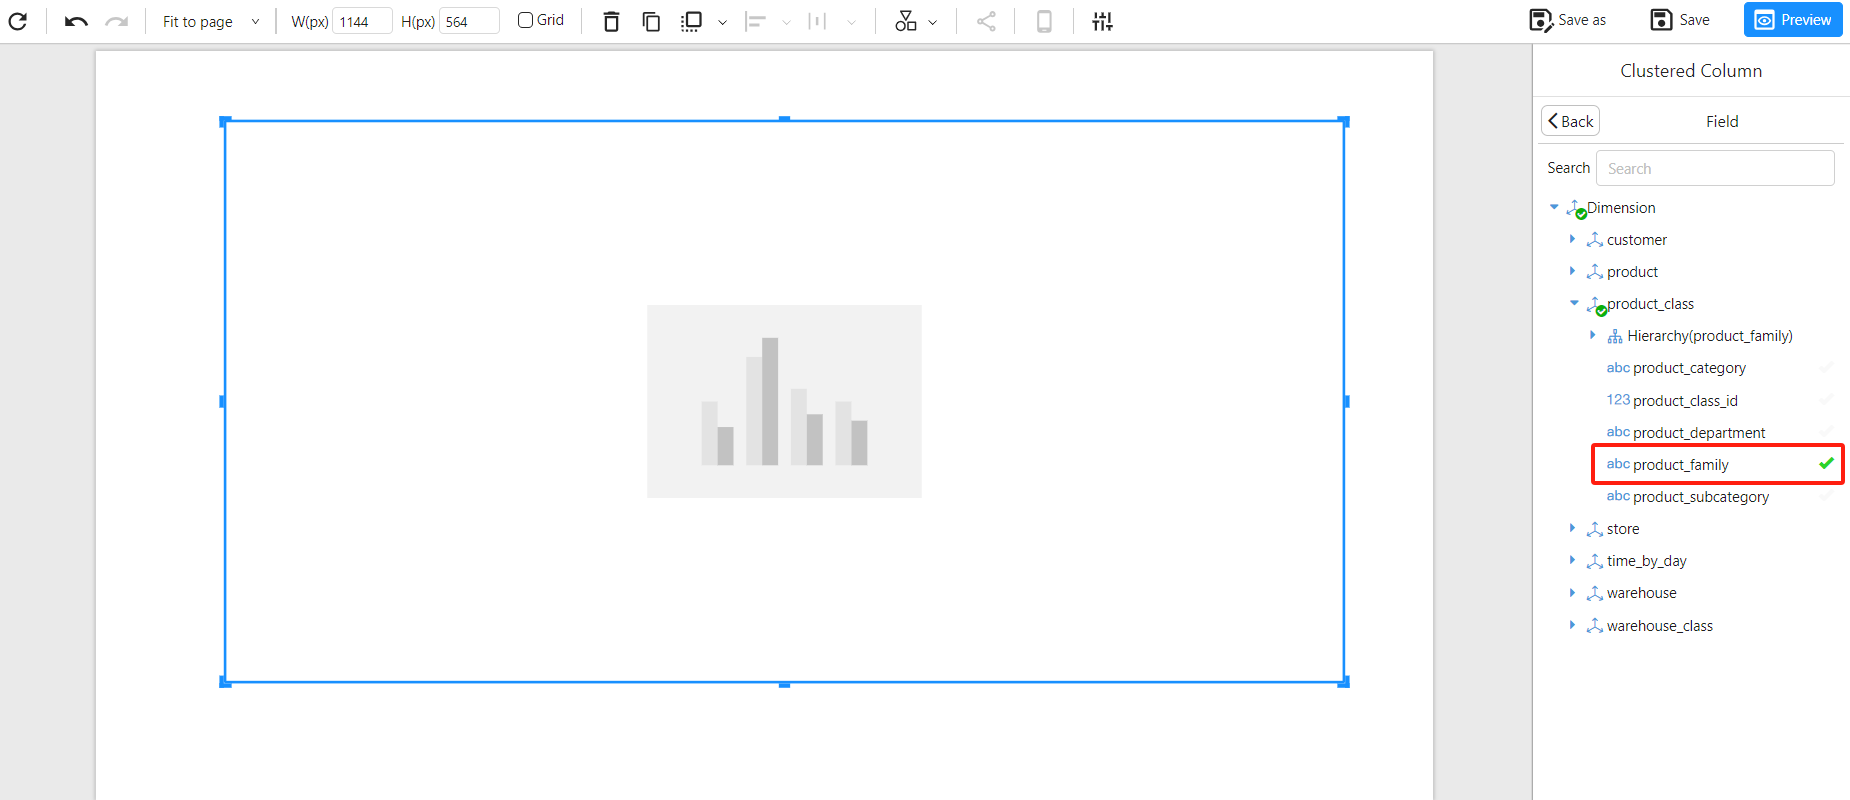 Fit to page W(px) 1144 H(px) 564 Grid Save as Save Preview
Clustered Column
Back Field
Search Search
Dimension
customer
product
product_class
Hierarchy(product_family)
abc product_category
123 product_class_id
abc product_department
abc product_family
abc product_subcategory
store
time_by_day
warehouse
warehouse_class